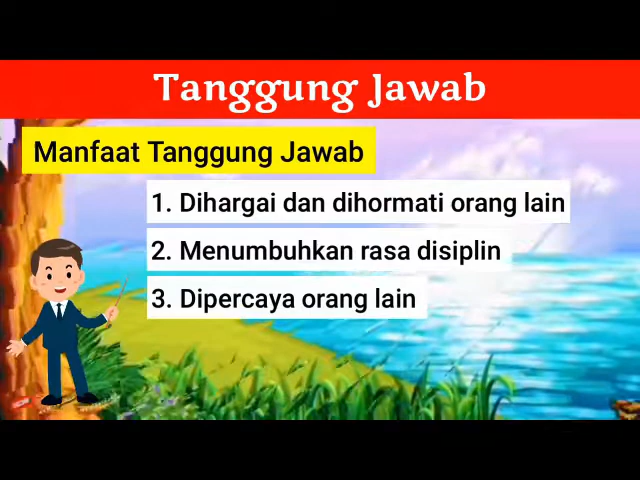 Tanggung Jawab
Manfaat Tanggung Jawab
1. Dihargai dan dihormati orang lain
2. Menumbuhkan rasa disiplin
3. Dipercaya orang lain